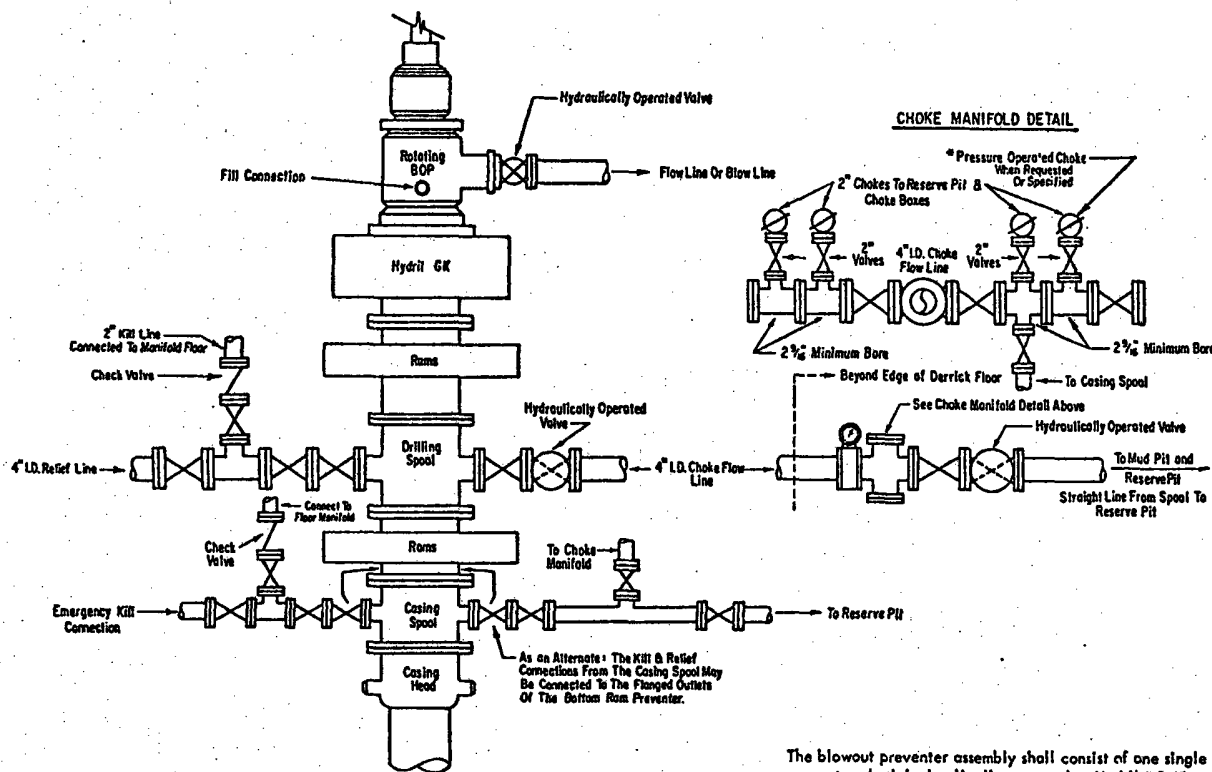 Hydraulically Operated Valve
Rotating
BOP
Fill Connection
Flow Line Or Blow Line
Hydril GK
CHOKE MANIFOLD DETAIL
*Pressure Operated Choke
When Requested
Or Specified
2" Chokes To Reserve Pit &
Choke Boxes
2"
Valves
4" I.D. Choke
Flow Line
2"
Valves
2 9/16" Minimum Bore
2 9/16" Minimum Bore
To Casing Spool
2" Kill Line
Connected To Manifold Floor
Check Valve
Rams
Hydraulically Operated
Valve
Drilling
Spool
4" I.D. Relief Line
4" I.D. Choke Flow
Line
Beyond Edge of Derrick Floor
See Choke Manifold Detail Above
Hydraulically Operated Valve
To Mud Pit and
Reserve Pit
Straight Line From Spool To
Reserve Pit
Connect To
Floor Manifold
Check
Valve
Rams
To Choke
Manifold
Emergency Kill
Connection
Casing
Spool
To Reserve Pit
As an Alternate: The Kill & Relief
Connections From The Casing Spool May
Be Connected To The Flanged Outlets
Of The Bottom Ram Preventer.
Casing
Head
The blowout preventer assembly shall consist of one single